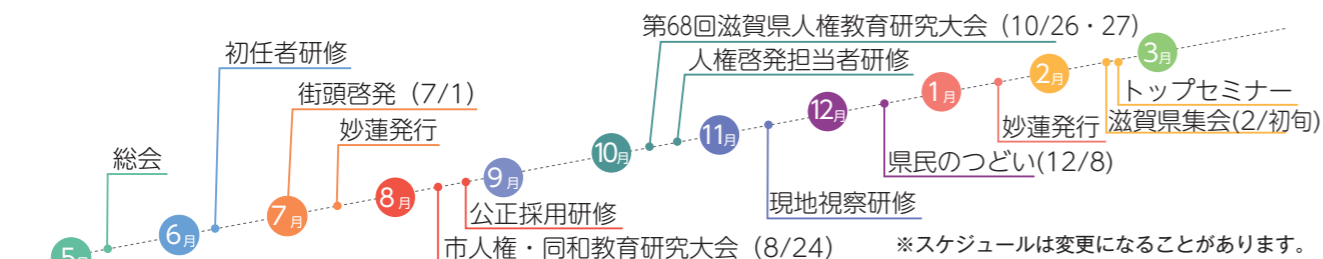 5月
総会
6月
初任者研修
7月
街頭啓発（7/1）
妙蓮発行
8月
市人権・同和教育研究大会（8/24）
公正採用研修
9月
10月
第68回滋賀県人権教育研究大会（10/26・27）
人権啓発担当者研修
11月
現地視察研修
12月
県民のつどい(12/8)
1月
妙蓮発行
2月
滋賀県集会(2/初旬)
トップセミナー
3月
※スケジュールは変更になることがあります。